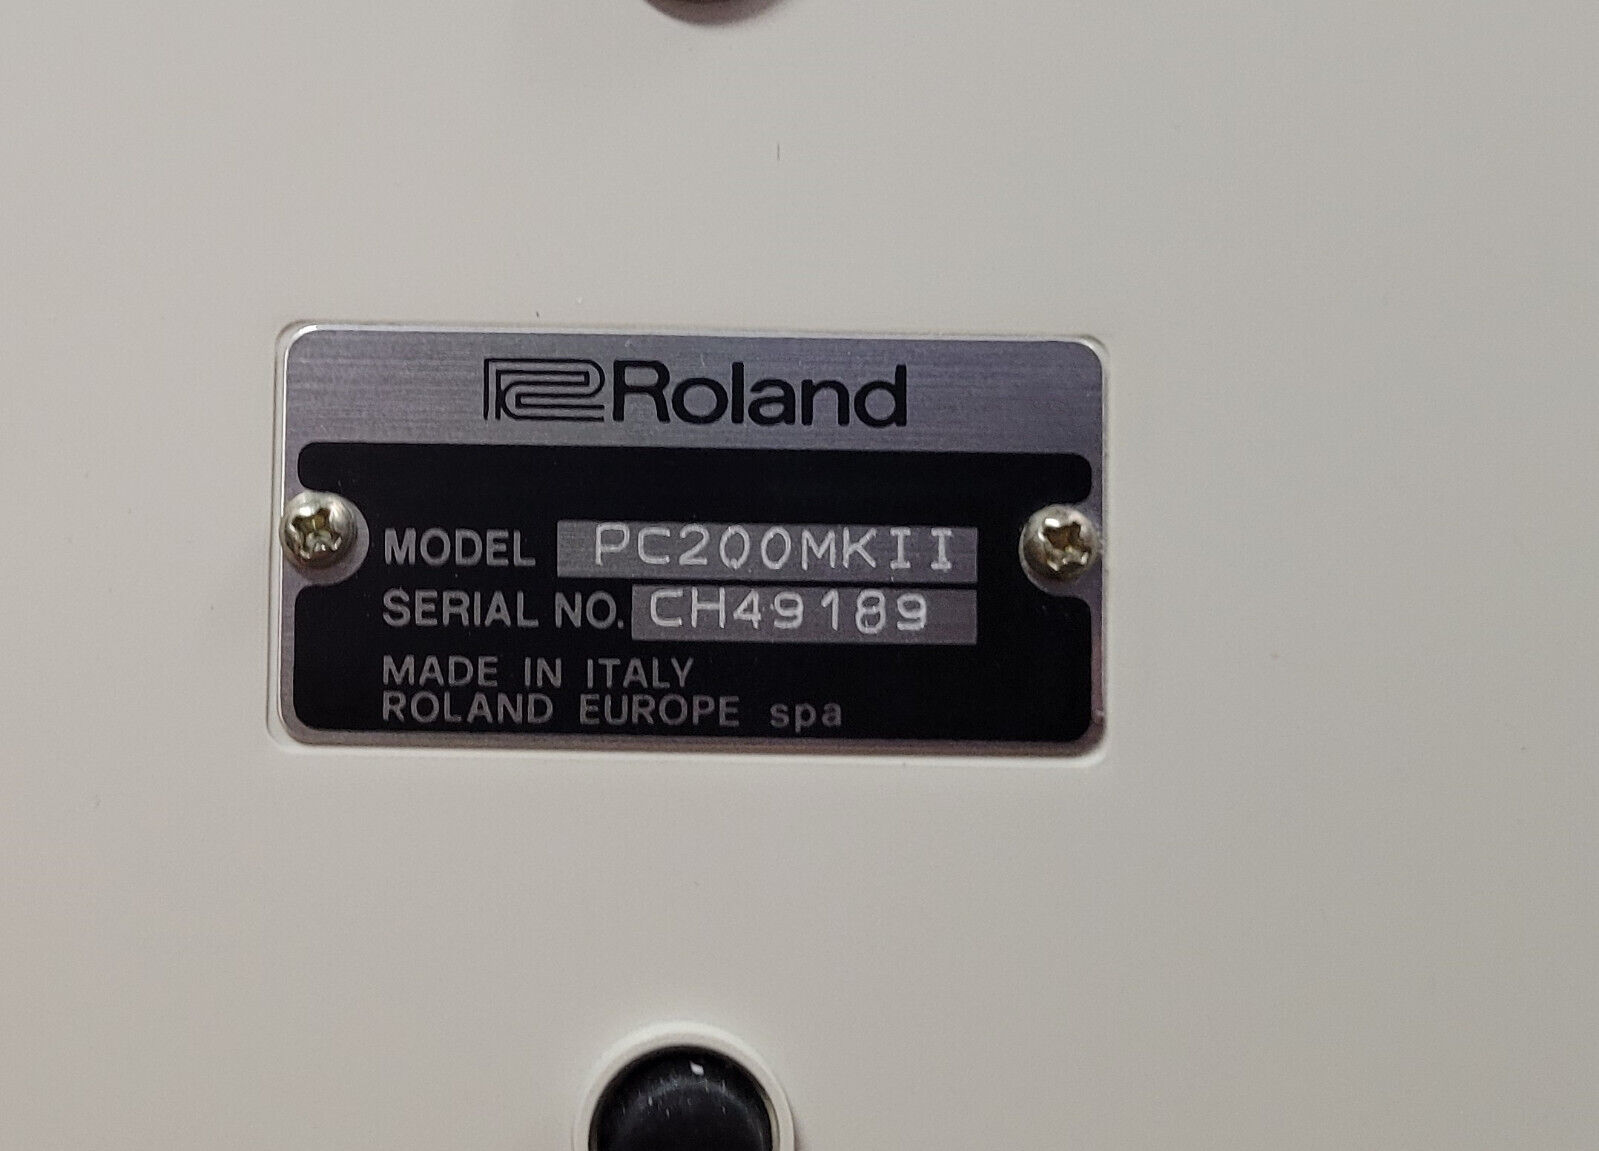 Roland
MODEL PC200MKII
SERIAL NO. CH49189
MADE IN ITALY
ROLAND EUROPE spa